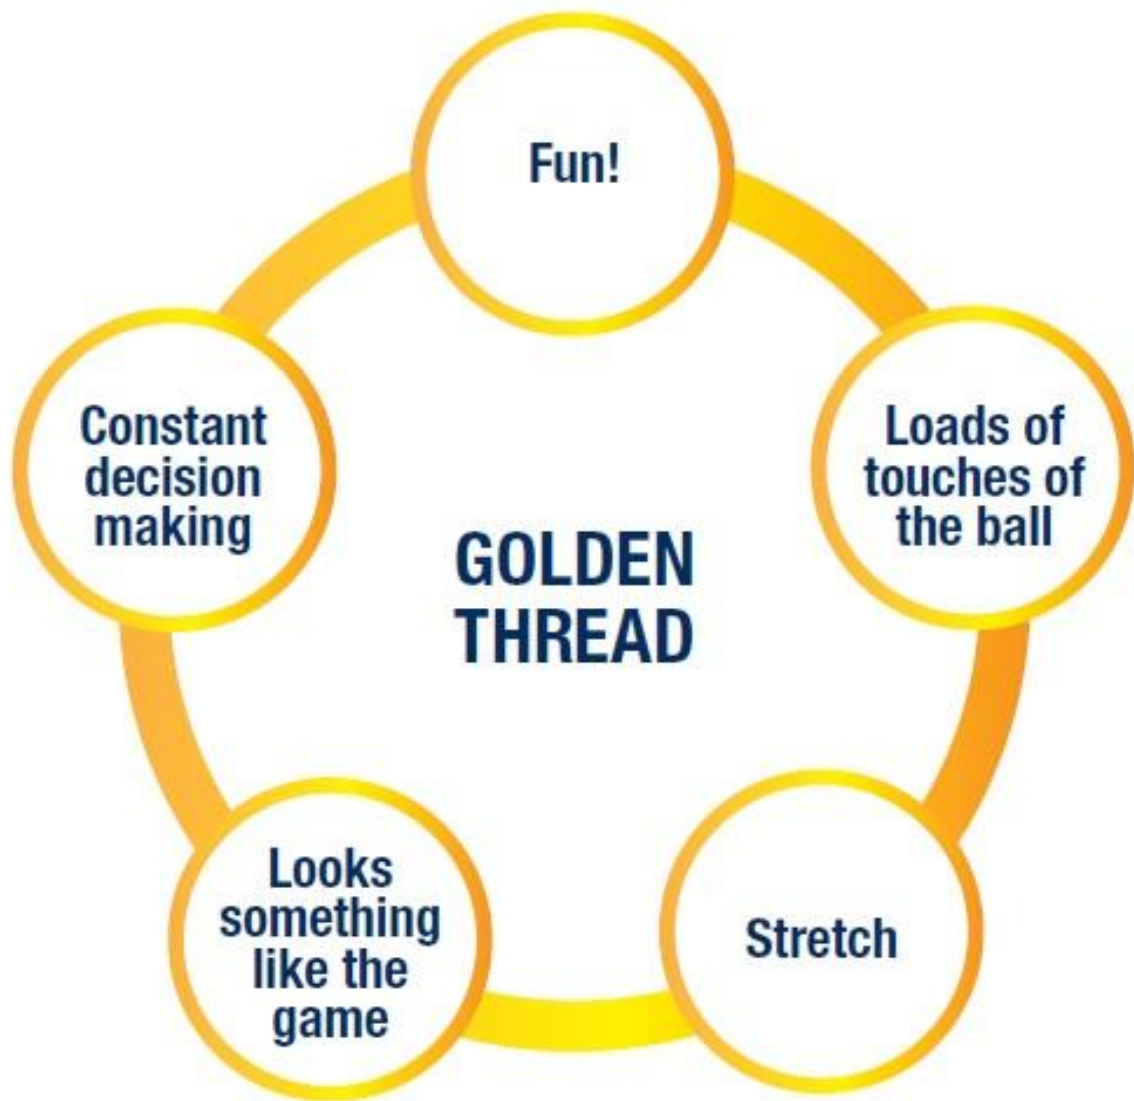 Fun!
Constant
decision
making
Loads of
touches of
the ball
GOLDEN
THREAD
Looks
something
like the
game
Stretch